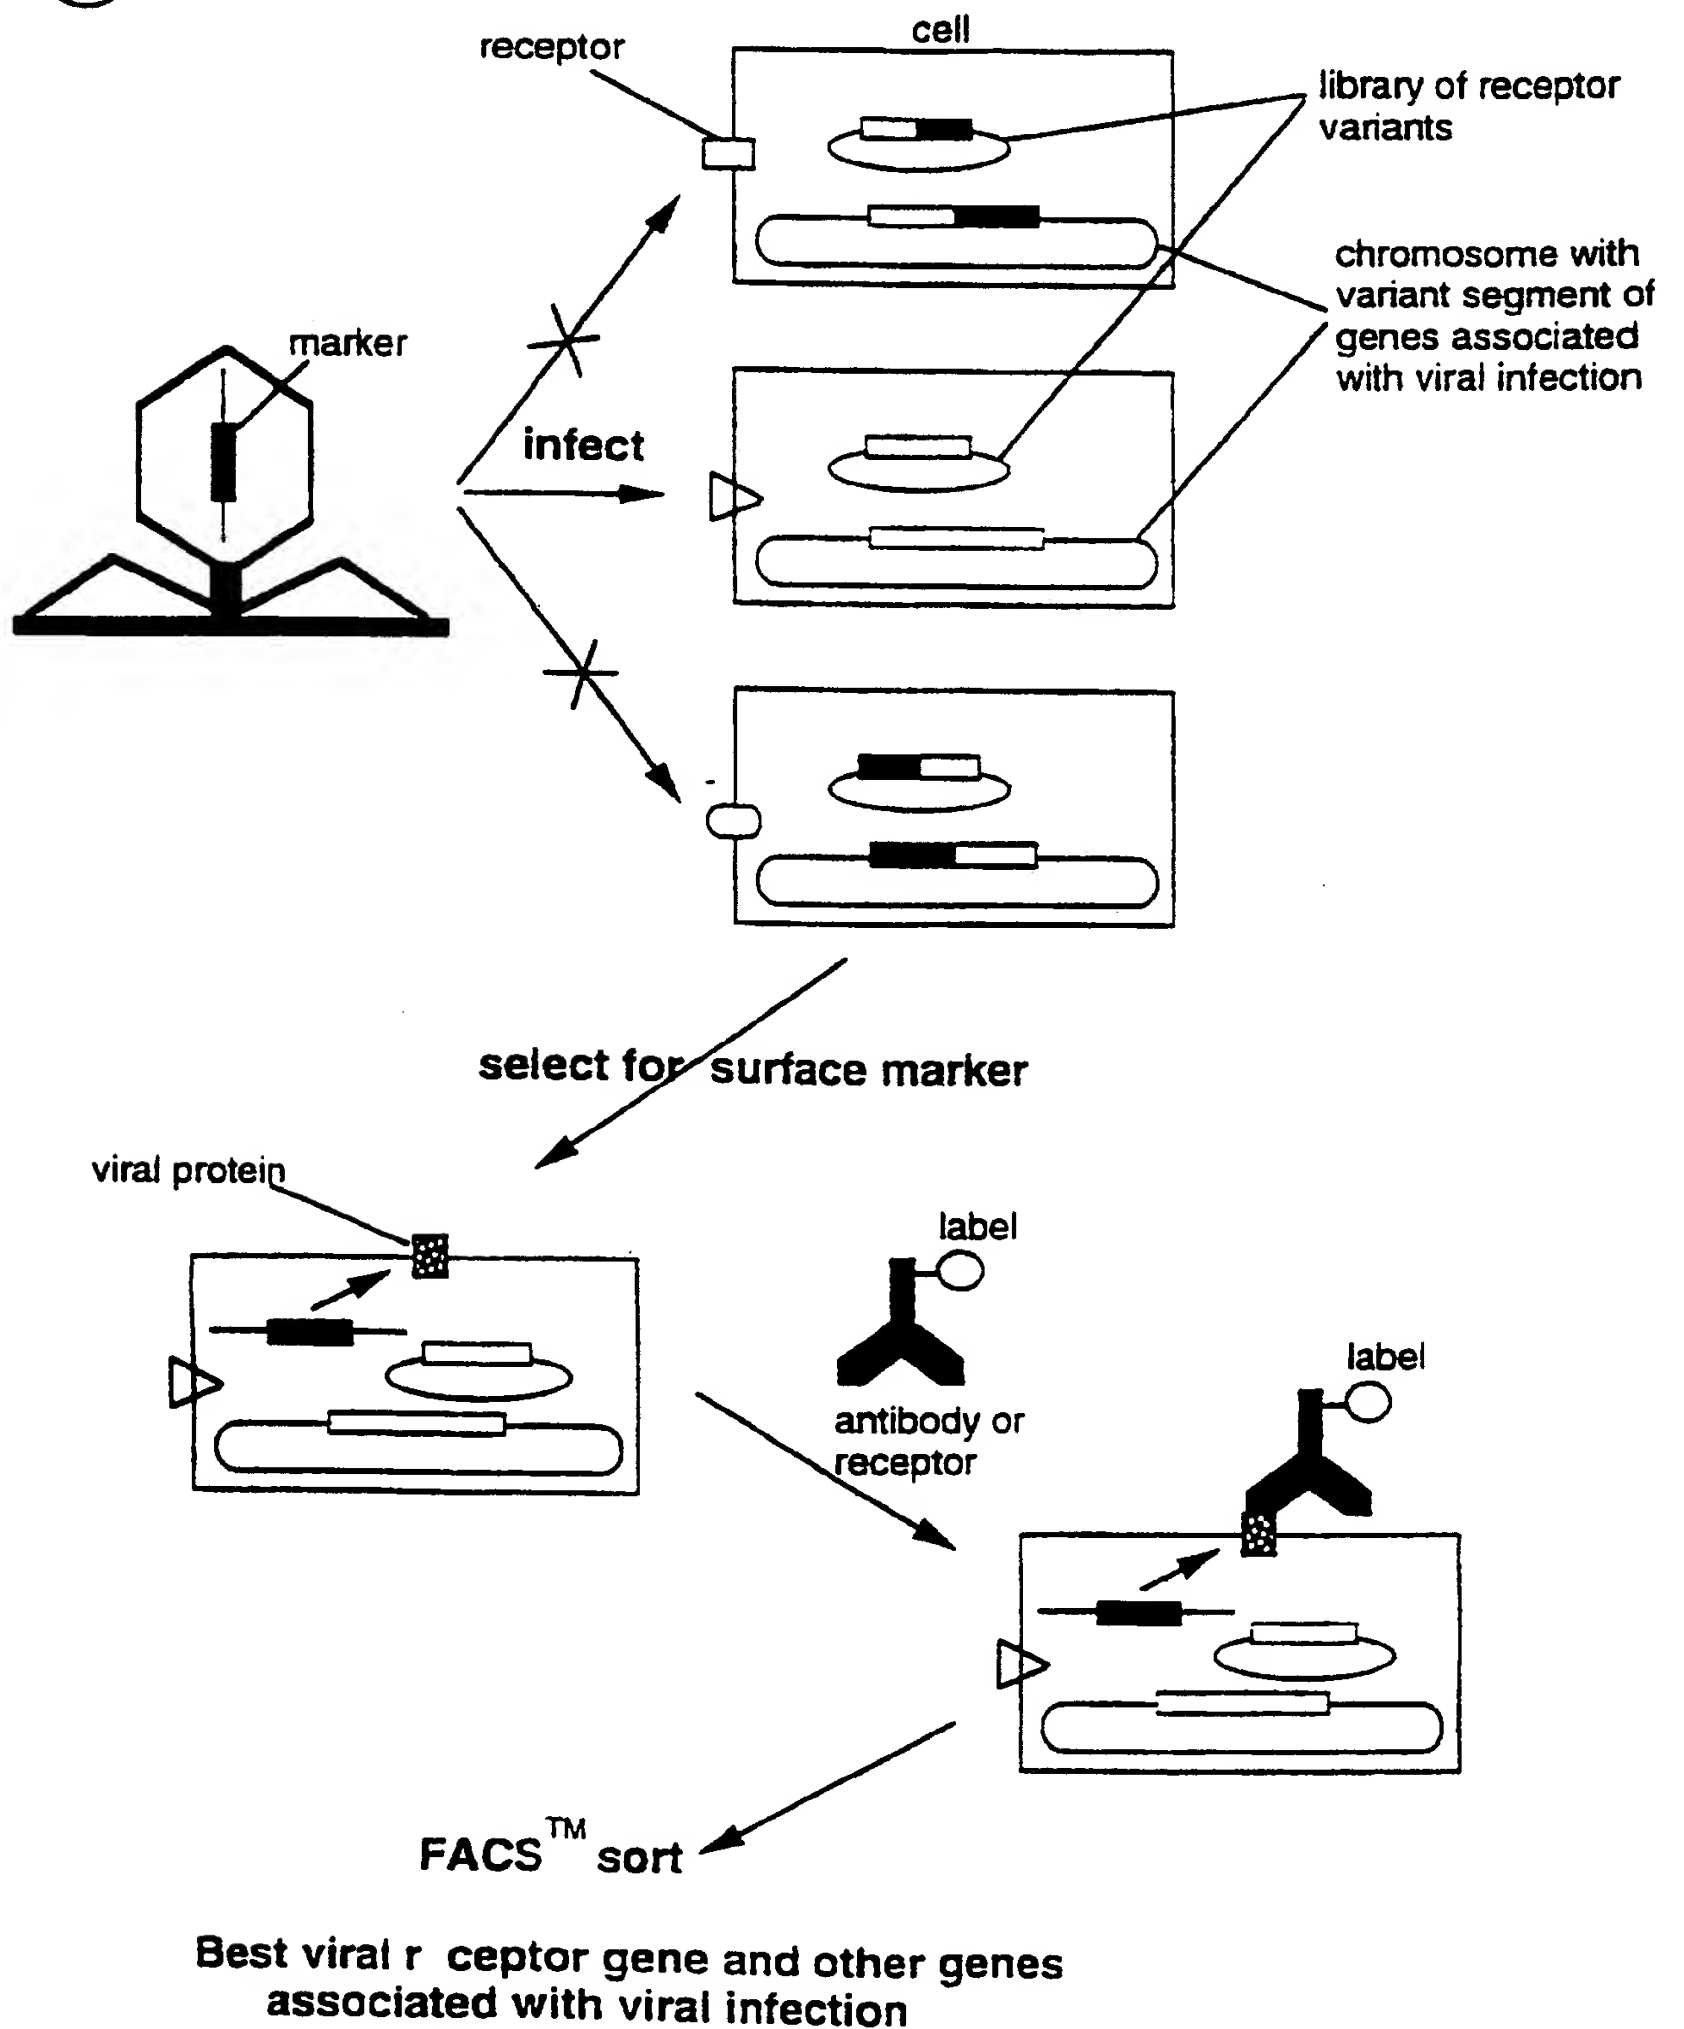 cell
receptor
library of receptor
variants
chromosome with
variant segment of
genes associated
with viral infection
marker
infect
select for surface marker
viral protein
label
antibody or
receptor
label
FACS™ sort
Best viral r ceptor gene and other genes
associated with viral infection